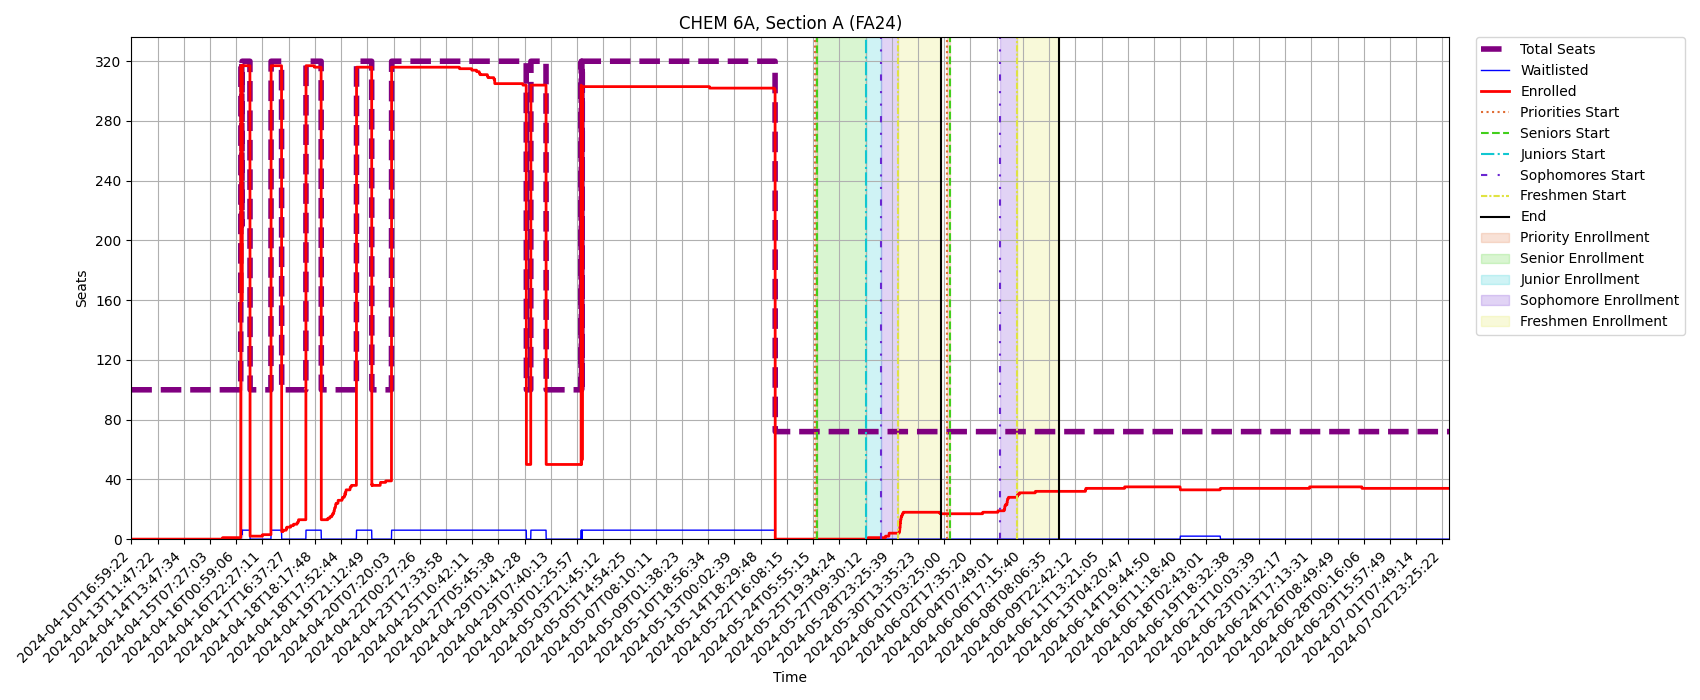 CHEM 6A, Section A (FA24)
Seats
320
280
240
200
160
120
80
40
0
2024-04-10T16:59:22
2024-04-13T11:47:22
2024-04-14T13:47:34
2024-04-15T07:27:03
2024-04-16T00:59:06
2024-04-16T22:27:11
2024-04-17T16:37:27
2024-04-18T18:17:48
2024-04-18T17:52:44
2024-04-19T21:12:49
2024-04-20T07:20:03
2024-04-22T00:27:26
2024-04-23T17:33:58
2024-04-25T10:42:11
2024-04-27T05:45:38
2024-04-29T01:41:28
2024-04-29T07:40:13
2024-04-30T01:25:57
2024-05-03T21:45:12
2024-05-05T14:54:25
2024-05-07T08:10:11
2024-05-09T01:38:23
2024-05-10T18:56:34
2024-05-13T00:02:39
2024-05-14T18:29:48
2024-05-22T16:08:15
2024-05-24T05:55:15
2024-05-25T19:34:24
2024-05-27T09:30:12
2024-05-28T23:25:39
2024-05-30T13:35:23
2024-06-01T03:25:00
2024-06-02T17:35:20
2024-06-04T07:49:01
2024-06-06T17:15:40
2024-06-08T08:06:35
2024-06-09T22:42:12
2024-06-11T13:21:05
2024-06-13T04:20:47
2024-06-14T19:44:50
2024-06-16T11:18:40
2024-06-18T02:43:01
2024-06-19T18:32:38
2024-06-21T10:03:39
2024-06-23T01:32:17
2024-06-24T17:13:31
2024-06-26T08:49:49
2024-06-28T00:16:06
2024-06-29T15:57:49
2024-07-01T07:49:14
2024-07-02T23:25:22
Time
Total Seats
Waitlisted
Enrolled
Priorities Start
Seniors Start
Juniors Start
Sophomores Start
Freshmen Start
End
Priority Enrollment
Senior Enrollment
Junior Enrollment
Sophomore Enrollment
Freshmen Enrollment